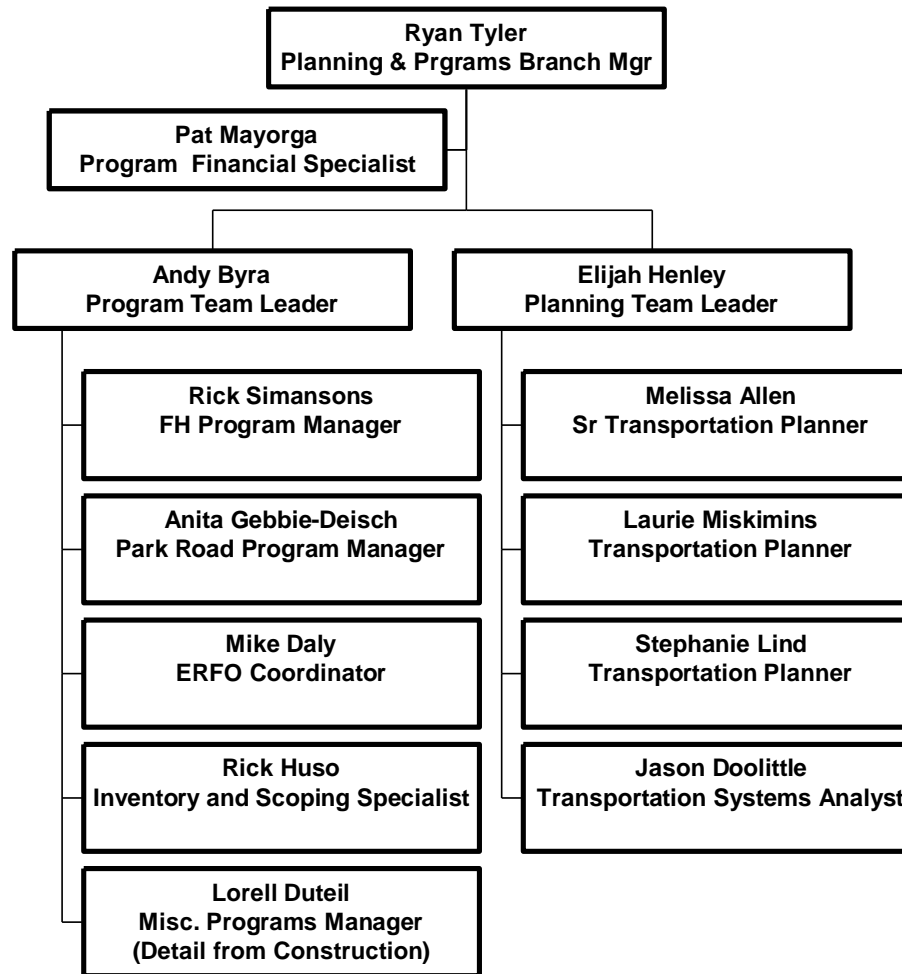 Ryan Tyler
Planning & Prgrams Branch Mgr
Pat Mayorga
Program  Financial Specialist
Andy Byra
Program Team Leader
Elijah Henley
Planning Team Leader
Rick Simansons
FH Program Manager
Anita Gebbie-Deisch
Park Road Program Manager
Mike Daly
ERFO Coordinator
Rick Huso
Inventory and Scoping Specialist
Lorell Duteil
Misc. Programs Manager
(Detail from Construction)
Melissa Allen
Sr Transportation Planner
Laurie Miskimins
Transportation Planner
Stephanie Lind
Transportation Planner
Jason Doolittle
Transportation Systems Analyst